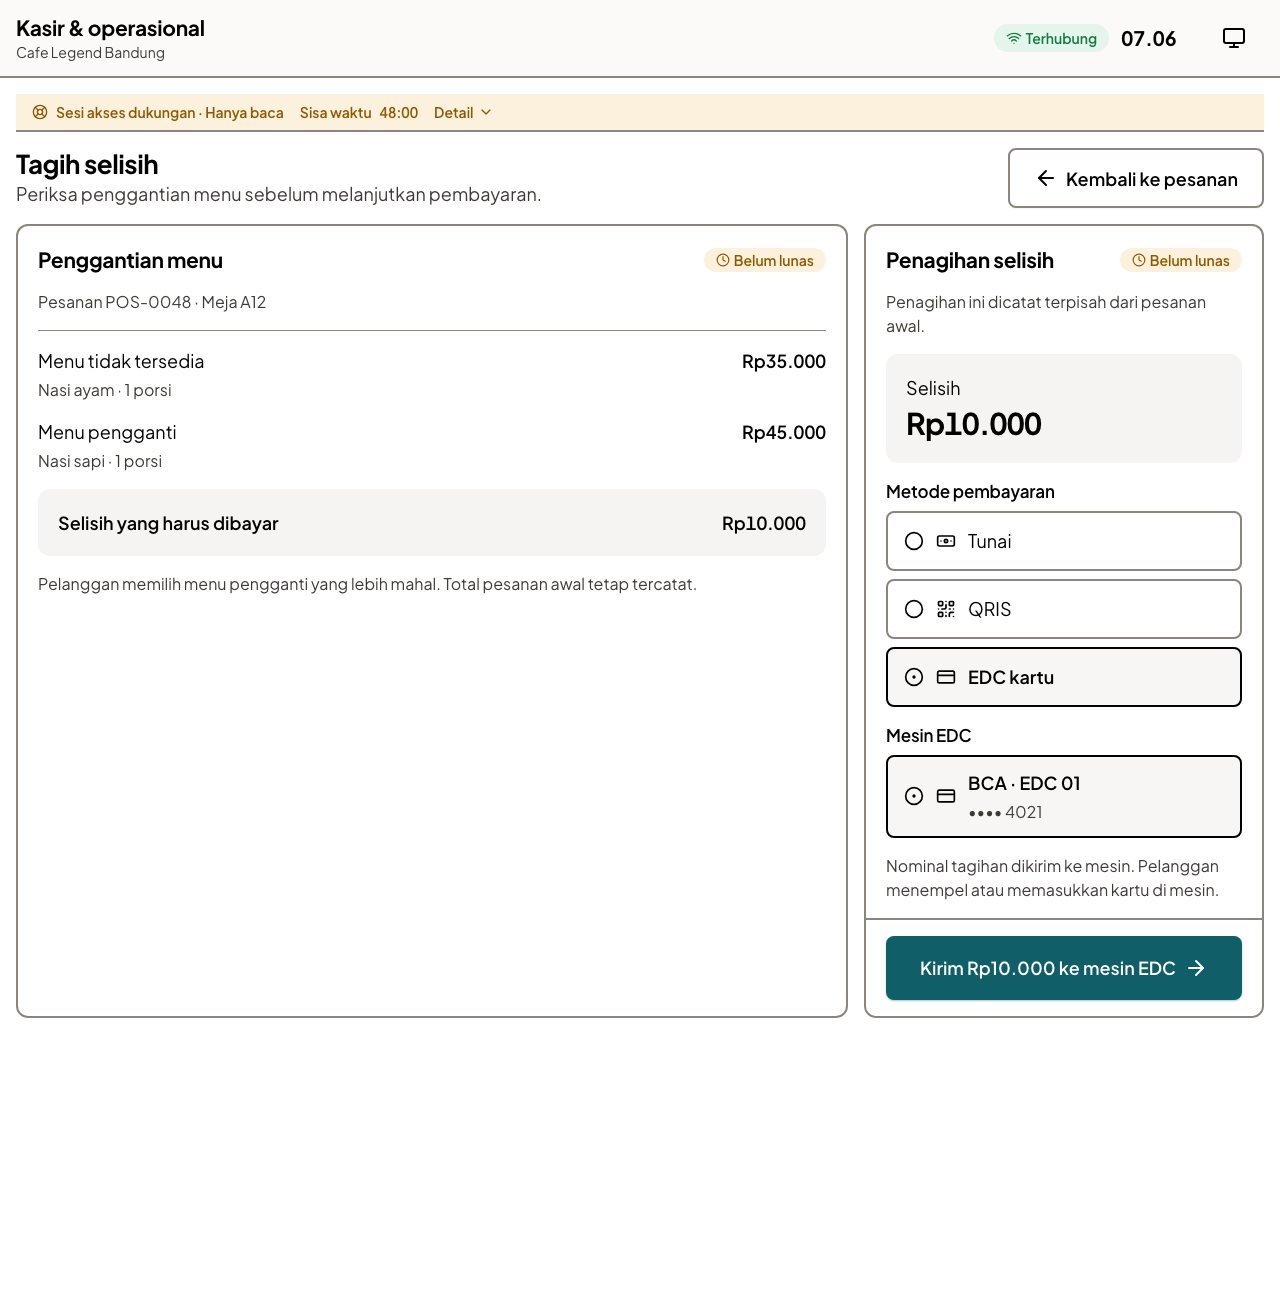 Kasir & operasional
Cafe Legend Bandung
Terhubung
07.06
Sesi akses dukungan · Hanya baca Sisa waktu 48:00 Detail
Tagih selisih
Periksa penggantian menu sebelum melanjutkan pembayaran.
Kembali ke pesanan
Penggantian menu
Belum lunas
Pesanan POS-0048 · Meja A12
Menu tidak tersedia
Rp35.000
Nasi ayam · 1 porsi
Menu pengganti
Rp45.000
Nasi sapi · 1 porsi
Selisih yang harus dibayar
Rp10.000
Pelanggan memilih menu pengganti yang lebih mahal. Total pesanan awal tetap tercatat.
Penagihan selisih
Belum lunas
Penagihan ini dicatat terpisah dari pesanan
awal.
Selisih
Rp10.000
Metode pembayaran
Tunai
QRIS
EDC kartu
Mesin EDC
BCA · EDC 01
•••• 4021
Nominal tagihan dikirim ke mesin. Pelanggan
menempel atau memasukkan kartu di mesin.
Kirim Rp10.000 ke mesin EDC